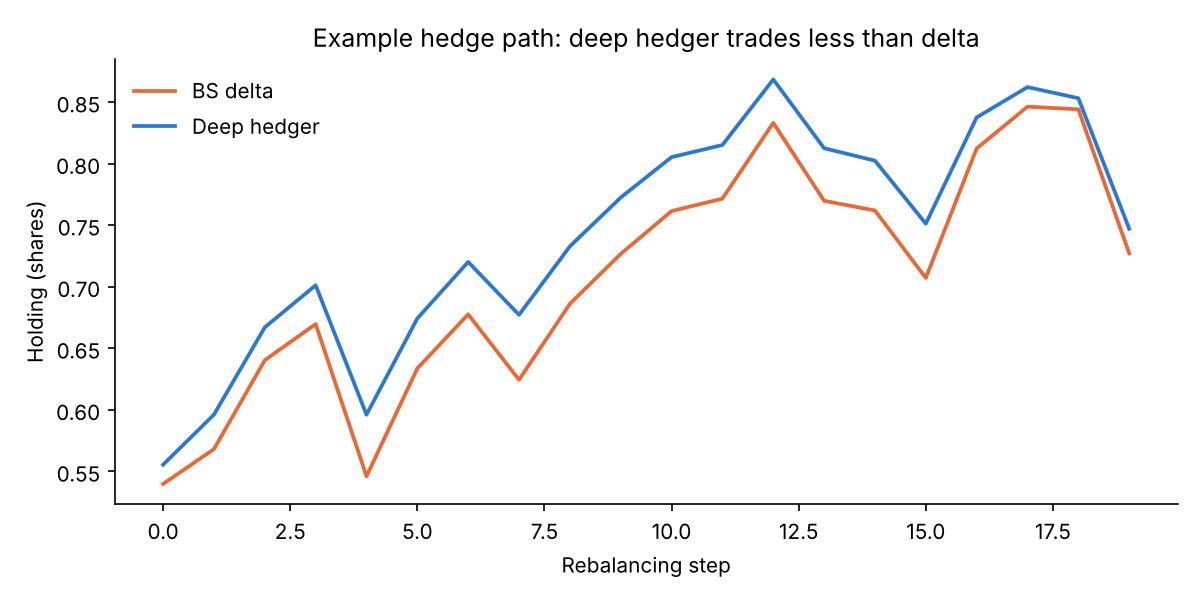 Example hedge path: deep hedger trades less than delta
BS delta
Deep hedger
Holding (shares)
0.85
0.80
0.75
0.70
0.65
0.60
0.55
0.0 2.5 5.0 7.5 10.0 12.5 15.0 17.5
Rebalancing step